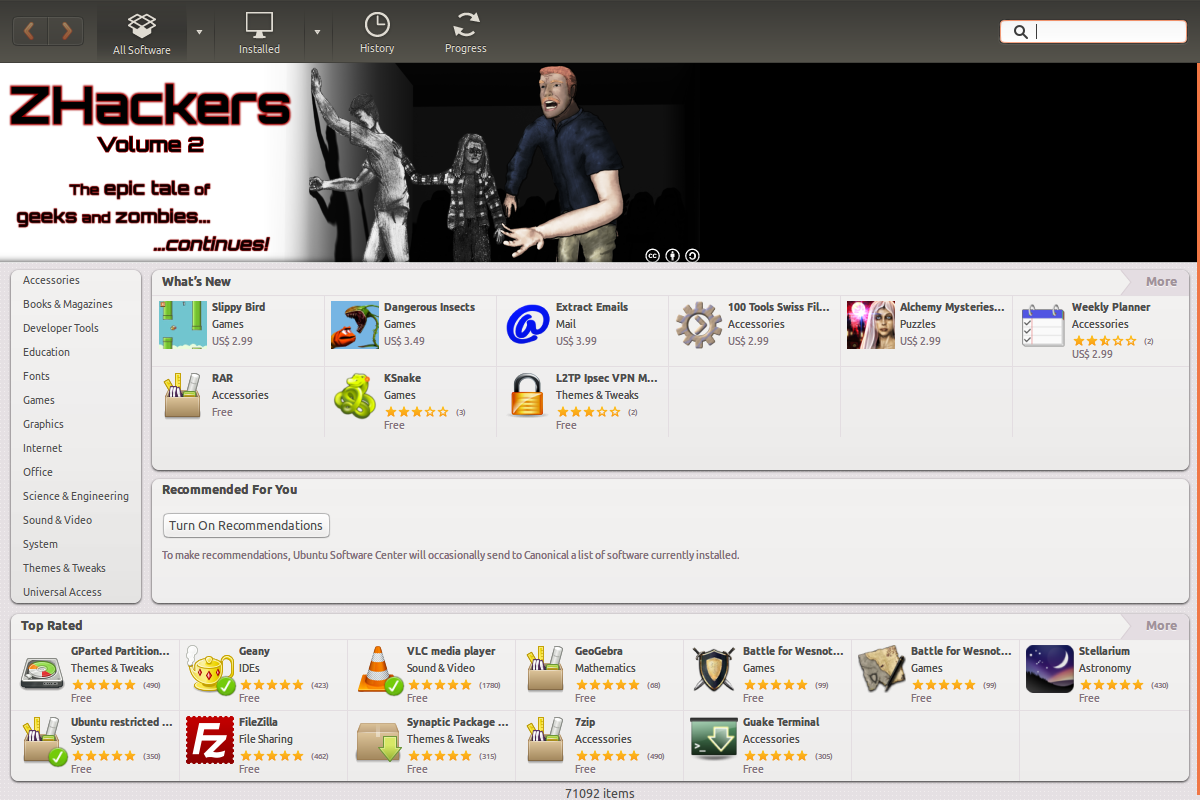 All Software
Installed
History
Progress
ZHackers
Volume 2
The epic tale of
geeks and zombies...
...continues!
cc
Accessories
Books & Magazines
Developer Tools
Education
Fonts
Games
Graphics
Internet
Office
Science & Engineering
Sound & Video
System
Themes & Tweaks
Universal Access
What's New
More
Slippy Bird
Games
US$ 2.99
Dangerous Insects
Games
US$ 3.49
Extract Emails
Mail
US$ 3.99
100 Tools Swiss Fil...
Accessories
US$ 2.99
Alchemy Mysteries...
Puzzles
US$ 2.99
Weekly Planner
Accessories
(2)
US$ 2.99
RAR
Accessories
Free
KSnake
Games
(3)
Free
L2TP Ipsec VPN M...
Themes & Tweaks
(2)
Free
Recommended For You
Turn On Recommendations
To make recommendations, Ubuntu Software Center will occasionally send to Canonical a list of software currently installed.
Top Rated
More
GParted Partition...
Themes & Tweaks
(490)
Free
Geany
IDEs
(423)
Free
VLC media player
Sound & Video
(1780)
Free
GeoGebra
Mathematics
(68)
Free
Battle for Wesnot...
Games
(99)
Free
Battle for Wesnot...
Games
(99)
Free
Stellarium
Astronomy
(430)
Free
Ubuntu restricted ...
System
(350)
Free
Fz
FileZilla
File Sharing
(462)
Free
Synaptic Package ...
Themes & Tweaks
(315)
Free
7zip
Accessories
(490)
Free
>_
Guake Terminal
Accessories
(305)
Free
71092 items